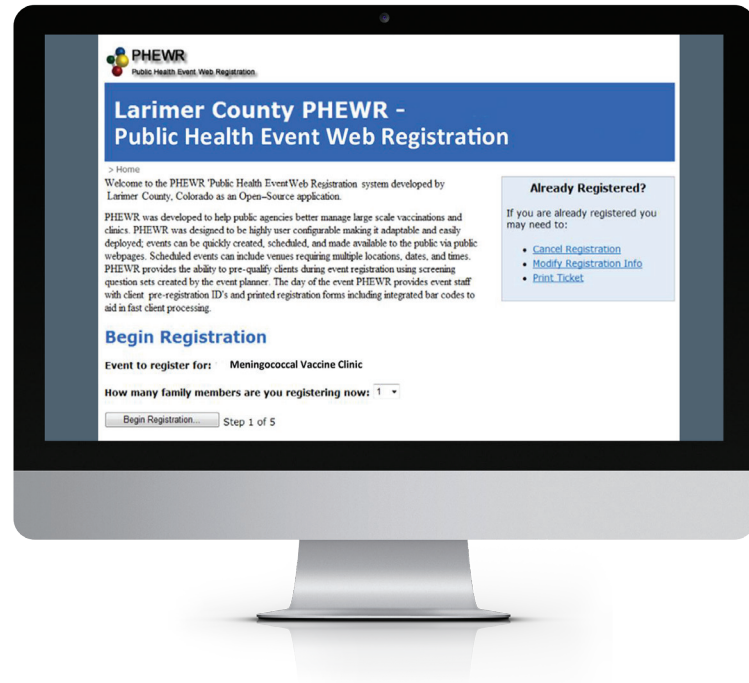 PHEWR
Public Health Event Web Registration
Larimer County PHEWR -
Public Health Event Web Registration
> Home
Welcome to the PHEWR 'Public Health EventWeb Registration system developed by
Larimer County, Colorado as an Open-Source application.
PHEWR was developed to help public agencies better manage large scale vaccinations and
clinics. PHEWR was designed to be highly user configurable making it adaptable and easily
deployed; events can be quickly created, scheduled, and made available to the public via public
webpages. Scheduled events can include venues requiring multiple locations, dates, and times.
PHEWR provides the ability to pre-qualify clients during event registration using screening
question sets created by the event planner. The day of the event PHEWR provides event staff
with client pre-registration ID's and printed registration forms including integrated bar codes to
aid in fast client processing.
Already Registered?
If you are already registered you
may need to:
• Cancel Registration
• Modify Registration Info
• Print Ticket
Begin Registration
Event to register for: Meningococcal Vaccine Clinic
How many family members are you registering now: 1
Begin Registration... Step 1 of 5